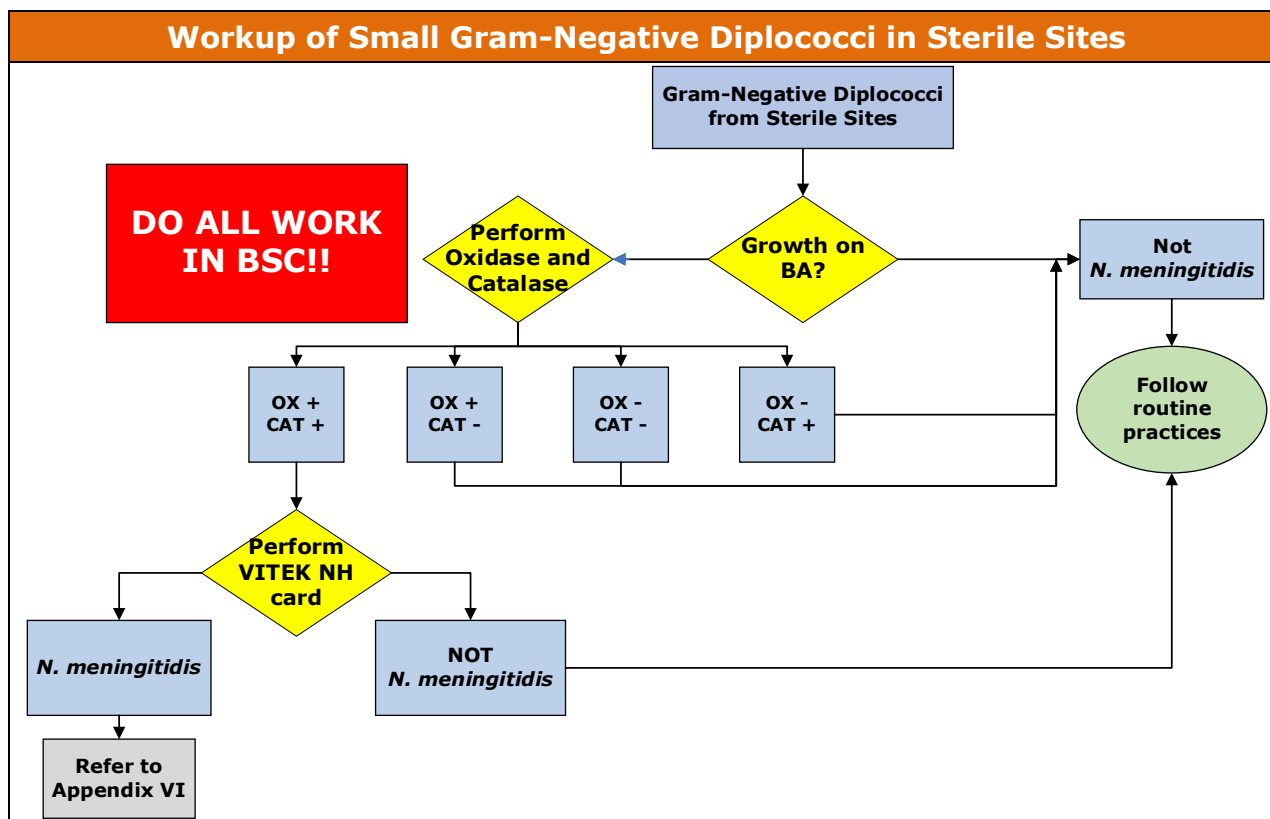 Workup of Small Gram-Negative Diplococci in Sterile Sites
Gram-Negative Diplococci
from Sterile Sites
DO ALL WORK
IN BSC!!
Perform
Oxidase and
Catalase
Growth on
BA?
Not
N. meningitidis
OX +
CAT +
OX +
CAT -
OX -
CAT -
OX -
CAT +
Follow
routine
practices
Perform
VITEK NH
card
N. meningitidis
NOT
N. meningitidis
Refer to
Appendix VI